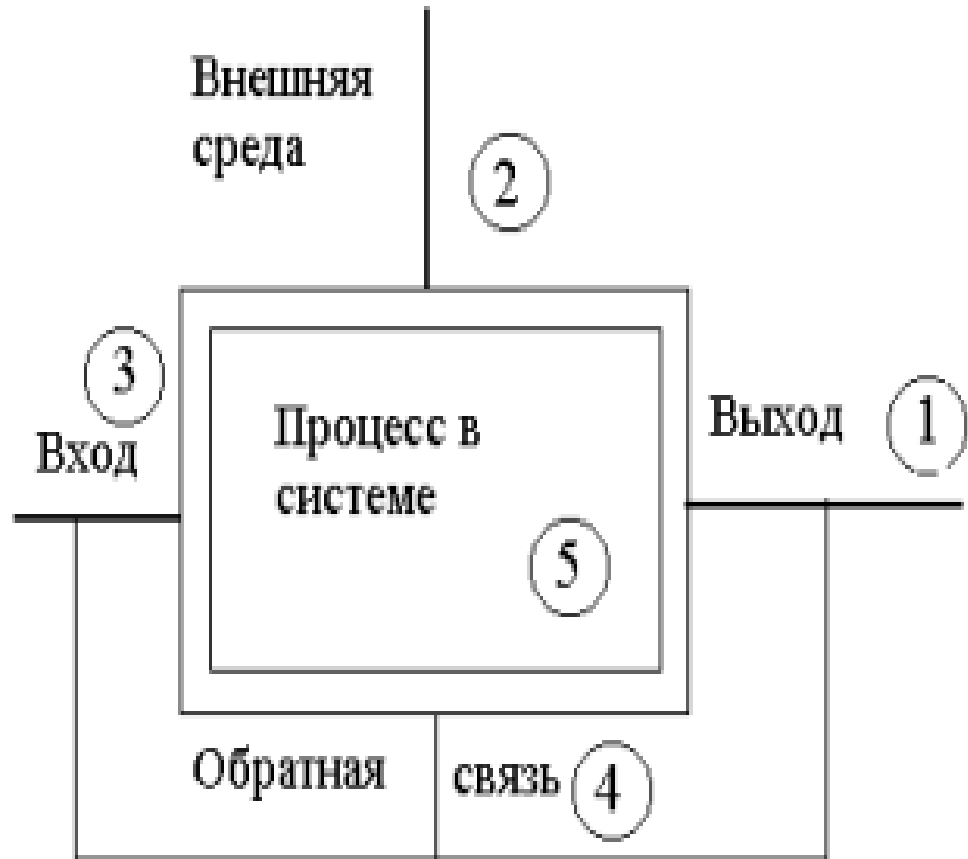 Внешняя
среда
2
3
Вход
Процесс в
системе
5
Выход 1
Обратная связь 4